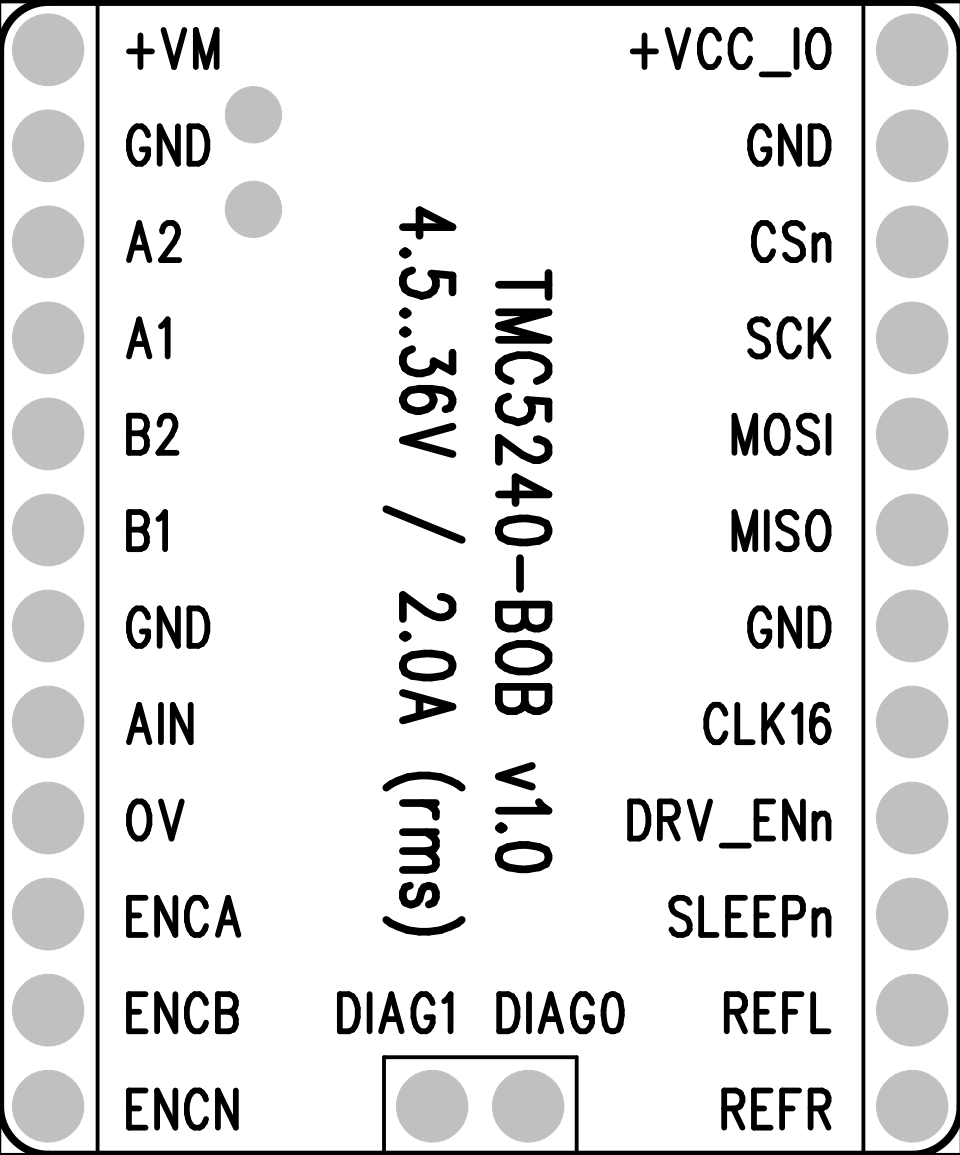 +VM
GND
A2
A1
B2
B1
GND
AIN
OV
ENCA
ENCB
ENCN
TMC5240-BOB v1.0
4.5..36V / 2.0A (rms)
DIAG1
DIAG0
+VCC_IO
GND
CSn
SCK
MOSI
MISO
GND
CLK16
DRV_ENn
SLEEPn
REFL
REFR